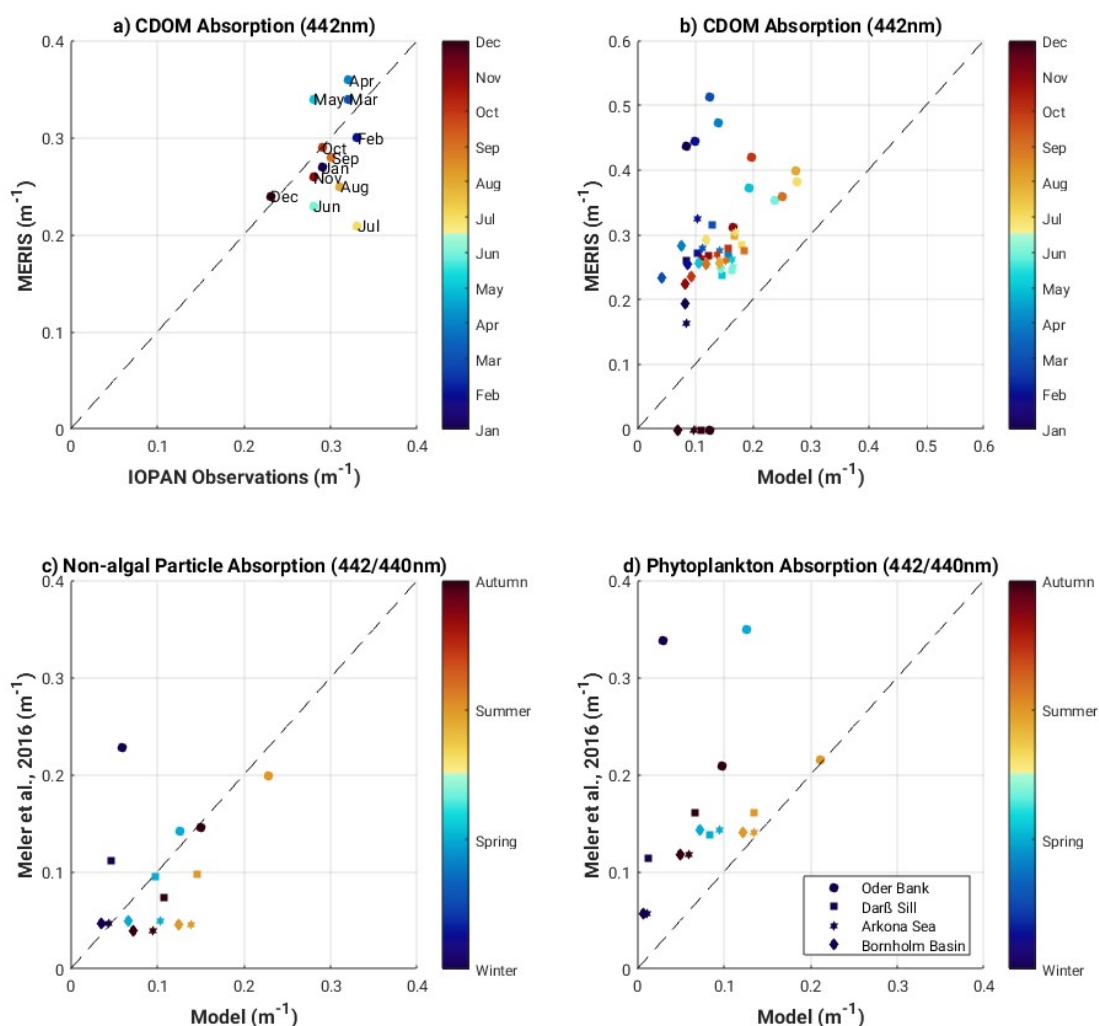 a) CDOM Absorption (442nm)
0.4
0.3
0.2
0.1
0
0
0.1
0.2
0.3
0.4
MERIS (m-1)
IOPAN Observations (m-1)
Apr
May
Mar
Feb
Oct
Sep
Jan
Nov
Aug
Dec
Jun
Jul
Dec
Nov
Oct
Sep
Aug
Jul
Jun
May
Apr
Mar
Feb
Jan
b) CDOM Absorption (442nm)
0.6
0.5
0.4
0.3
0.2
0.1
0
0
0.1
0.2
0.3
0.4
0.5
0.6
MERIS (m-1)
Model (m-1)
Dec
Nov
Oct
Sep
Aug
Jul
Jun
May
Apr
Mar
Feb
Jan
c) Non-algal Particle Absorption (442/440nm)
0.4
0.3
0.2
0.1
0
0
0.1
0.2
0.3
0.4
Meler et al., 2016 (m-1)
Model (m-1)
Autumn
Summer
Spring
Winter
d) Phytoplankton Absorption (442/440nm)
0.4
0.3
0.2
0.1
0
0
0.1
0.2
0.3
0.4
Meler et al., 2016 (m-1)
Model (m-1)
Oder Bank
Darß Sill
Arkona Sea
Bornholm Basin
Autumn
Summer
Spring
Winter